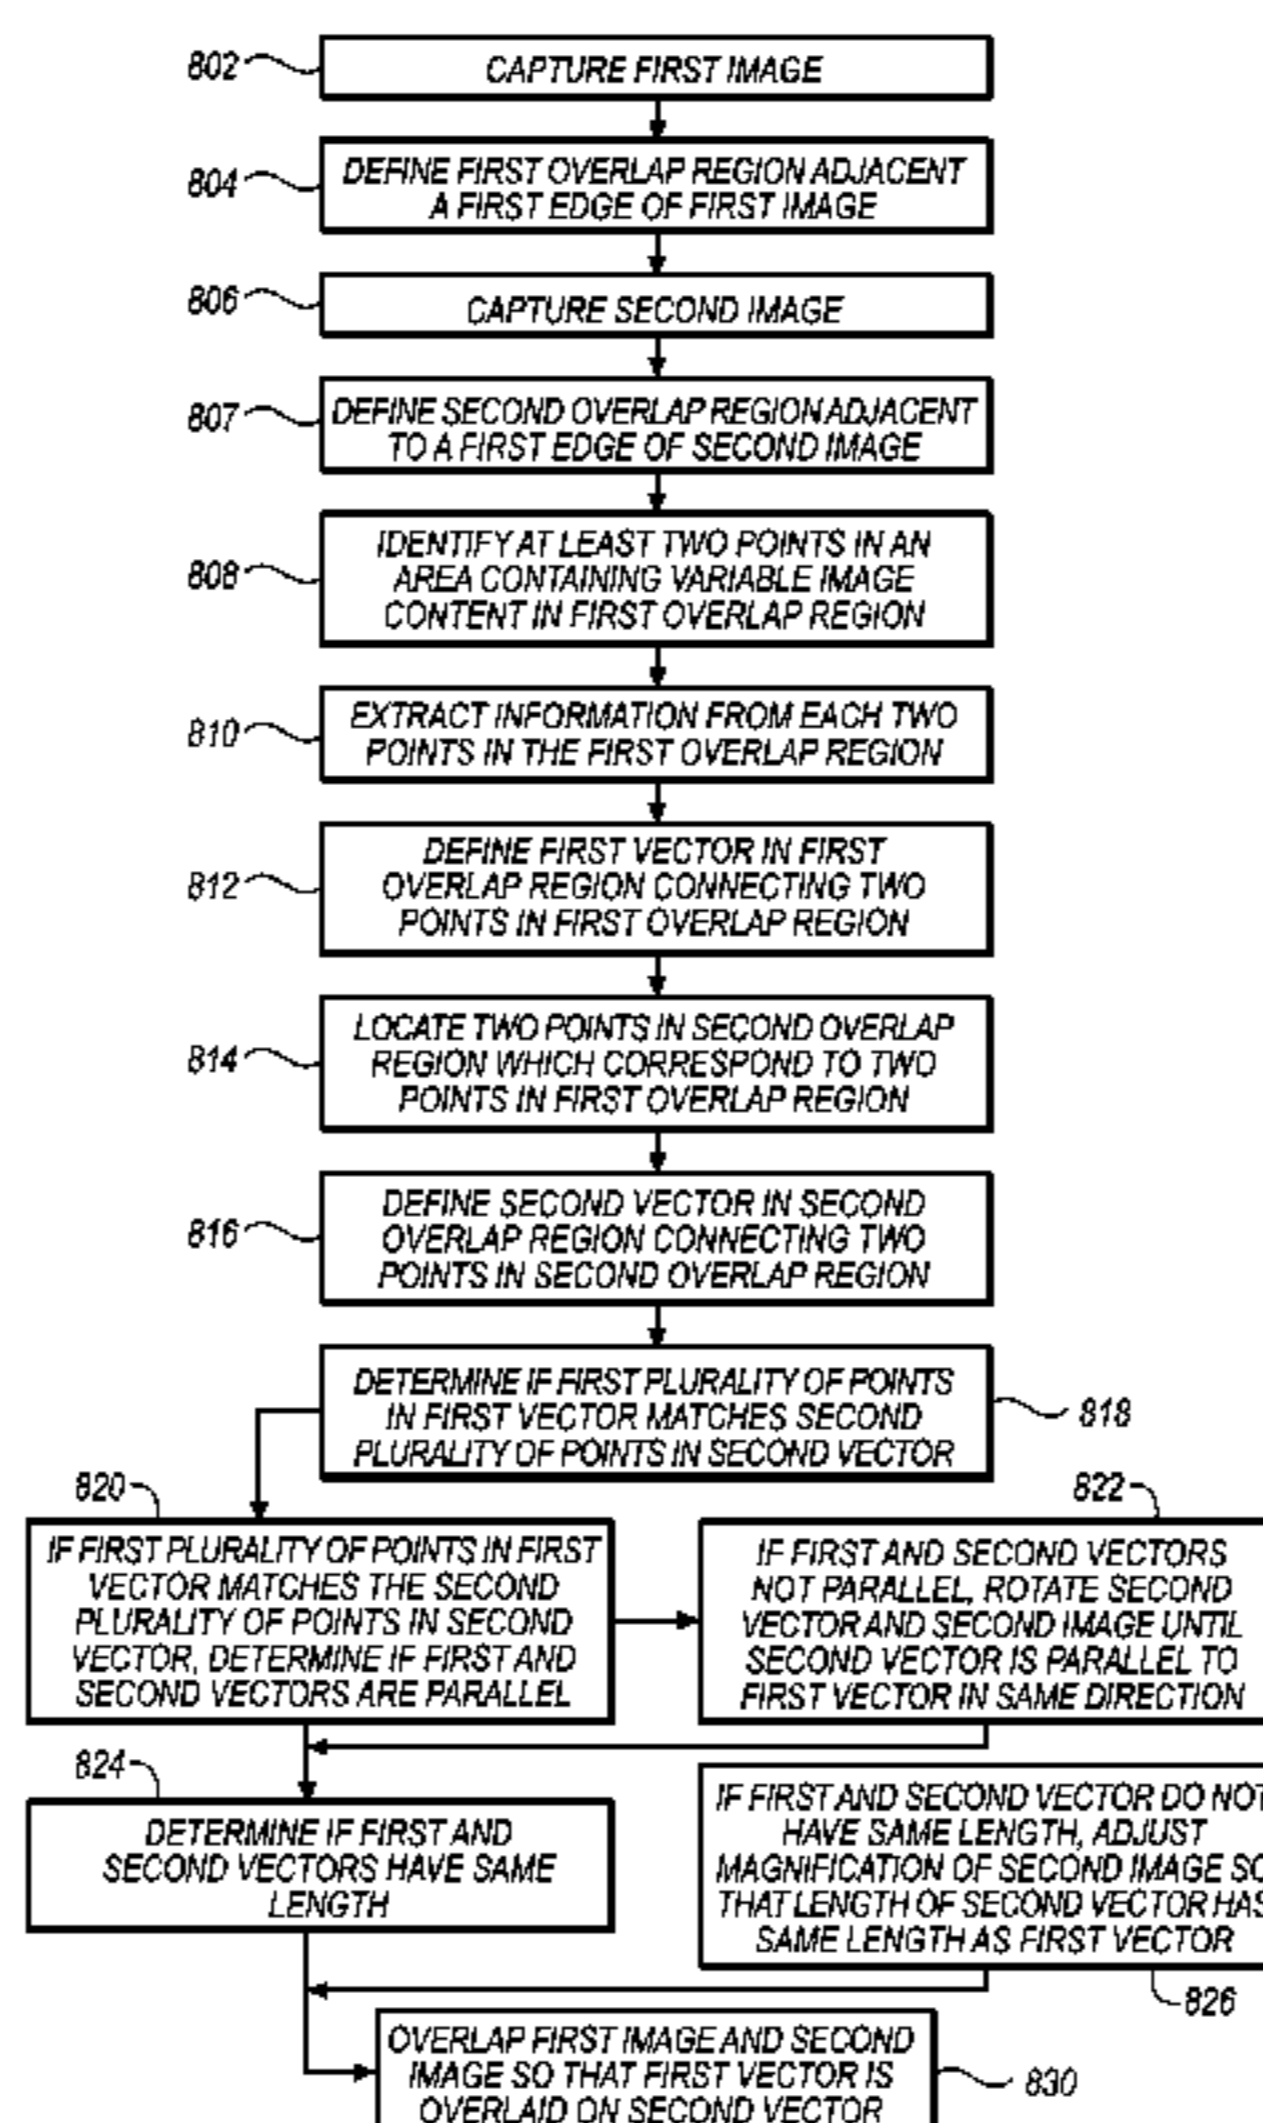 802
CAPTURE FIRST IMAGE
804
DEFINE FIRST OVERLAP REGION ADJACENT
A FIRST EDGE OF FIRST IMAGE
806
CAPTURE SECOND IMAGE
807
DEFINE SECOND OVERLAP REGION ADJACENT
TO A FIRST EDGE OF SECOND IMAGE
808
IDENTIFY AT LEAST TWO POINTS IN AN
AREA CONTAINING VARIABLE IMAGE
CONTENT IN FIRST OVERLAP REGION
810
EXTRACT INFORMATION FROM EACH TWO
POINTS IN THE FIRST OVERLAP REGION
812
DEFINE FIRST VECTOR IN FIRST
OVERLAP REGION CONNECTING TWO
POINTS IN FIRST OVERLAP REGION
814
LOCATE TWO POINTS IN SECOND OVERLAP
REGION WHICH CORRESPOND TO TWO
POINTS IN FIRST OVERLAP REGION
816
DEFINE SECOND VECTOR IN SECOND
OVERLAP REGION CONNECTING TWO
POINTS IN SECOND OVERLAP REGION
DETERMINE IF FIRST PLURALITY OF POINTS
IN FIRST VECTOR MATCHES SECOND
PLURALITY OF POINTS IN SECOND VECTOR
818
820
IF FIRST PLURALITY OF POINTS IN FIRST
VECTOR MATCHES THE SECOND
PLURALITY OF POINTS IN SECOND
VECTOR, DETERMINE IF FIRST AND
SECOND VECTORS ARE PARALLEL
822
IF FIRST AND SECOND VECTORS
NOT PARALLEL, ROTATE SECOND
VECTOR AND SECOND IMAGE UNTIL
SECOND VECTOR IS PARALLEL TO
FIRST VECTOR IN SAME DIRECTION
824
DETERMINE IF FIRST AND
SECOND VECTORS HAVE SAME
LENGTH
IF FIRST AND SECOND VECTOR DO NOT
HAVE SAME LENGTH, ADJUST
MAGNIFICATION OF SECOND IMAGE SO
THAT LENGTH OF SECOND VECTOR HAS
SAME LENGTH AS FIRST VECTOR
826
OVERLAP FIRST IMAGE AND SECOND
IMAGE SO THAT FIRST VECTOR IS
OVERLAID ON SECOND VECTOR
830